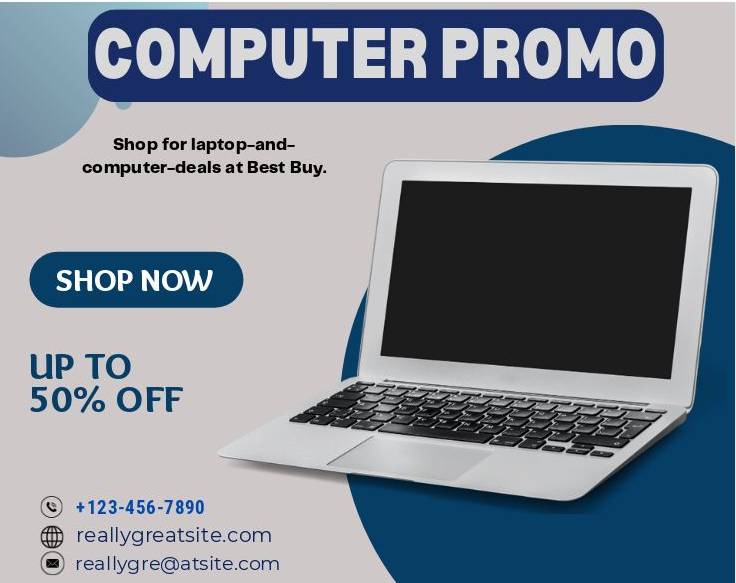 COMPUTER PROMO
Shop for laptop-and-
computer-deals at Best Buy.
SHOP NOW
UP TO
50% OFF
+123-456-7890
reallygreatsite.com
reallygre@atsite.com